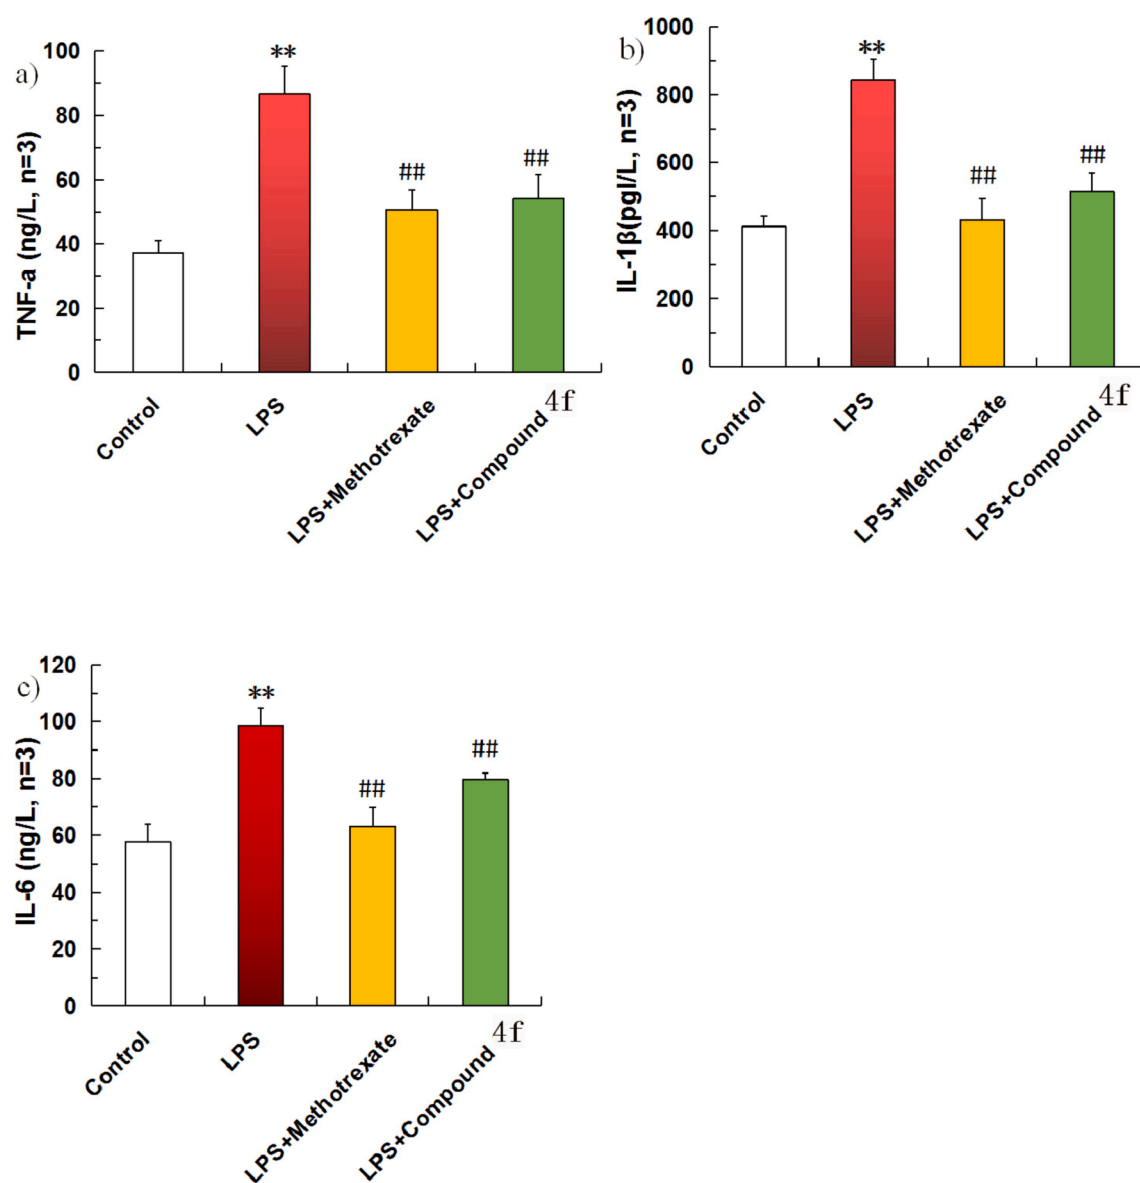 a)
TNF-a (ng/L, n=3)
100
80
60
40
20
0
**
##
##
Control
LPS
LPS+Methotrexate
LPS+Compound 4f
b)
IL-1β(pgl/L, n=3)
1000
800
600
400
200
0
**
##
##
Control
LPS
LPS+Methotrexate
LPS+Compound 4f
c)
IL-6 (ng/L, n=3)
120
100
80
60
40
20
0
**
##
##
Control
LPS
LPS+Methotrexate
LPS+Compound 4f